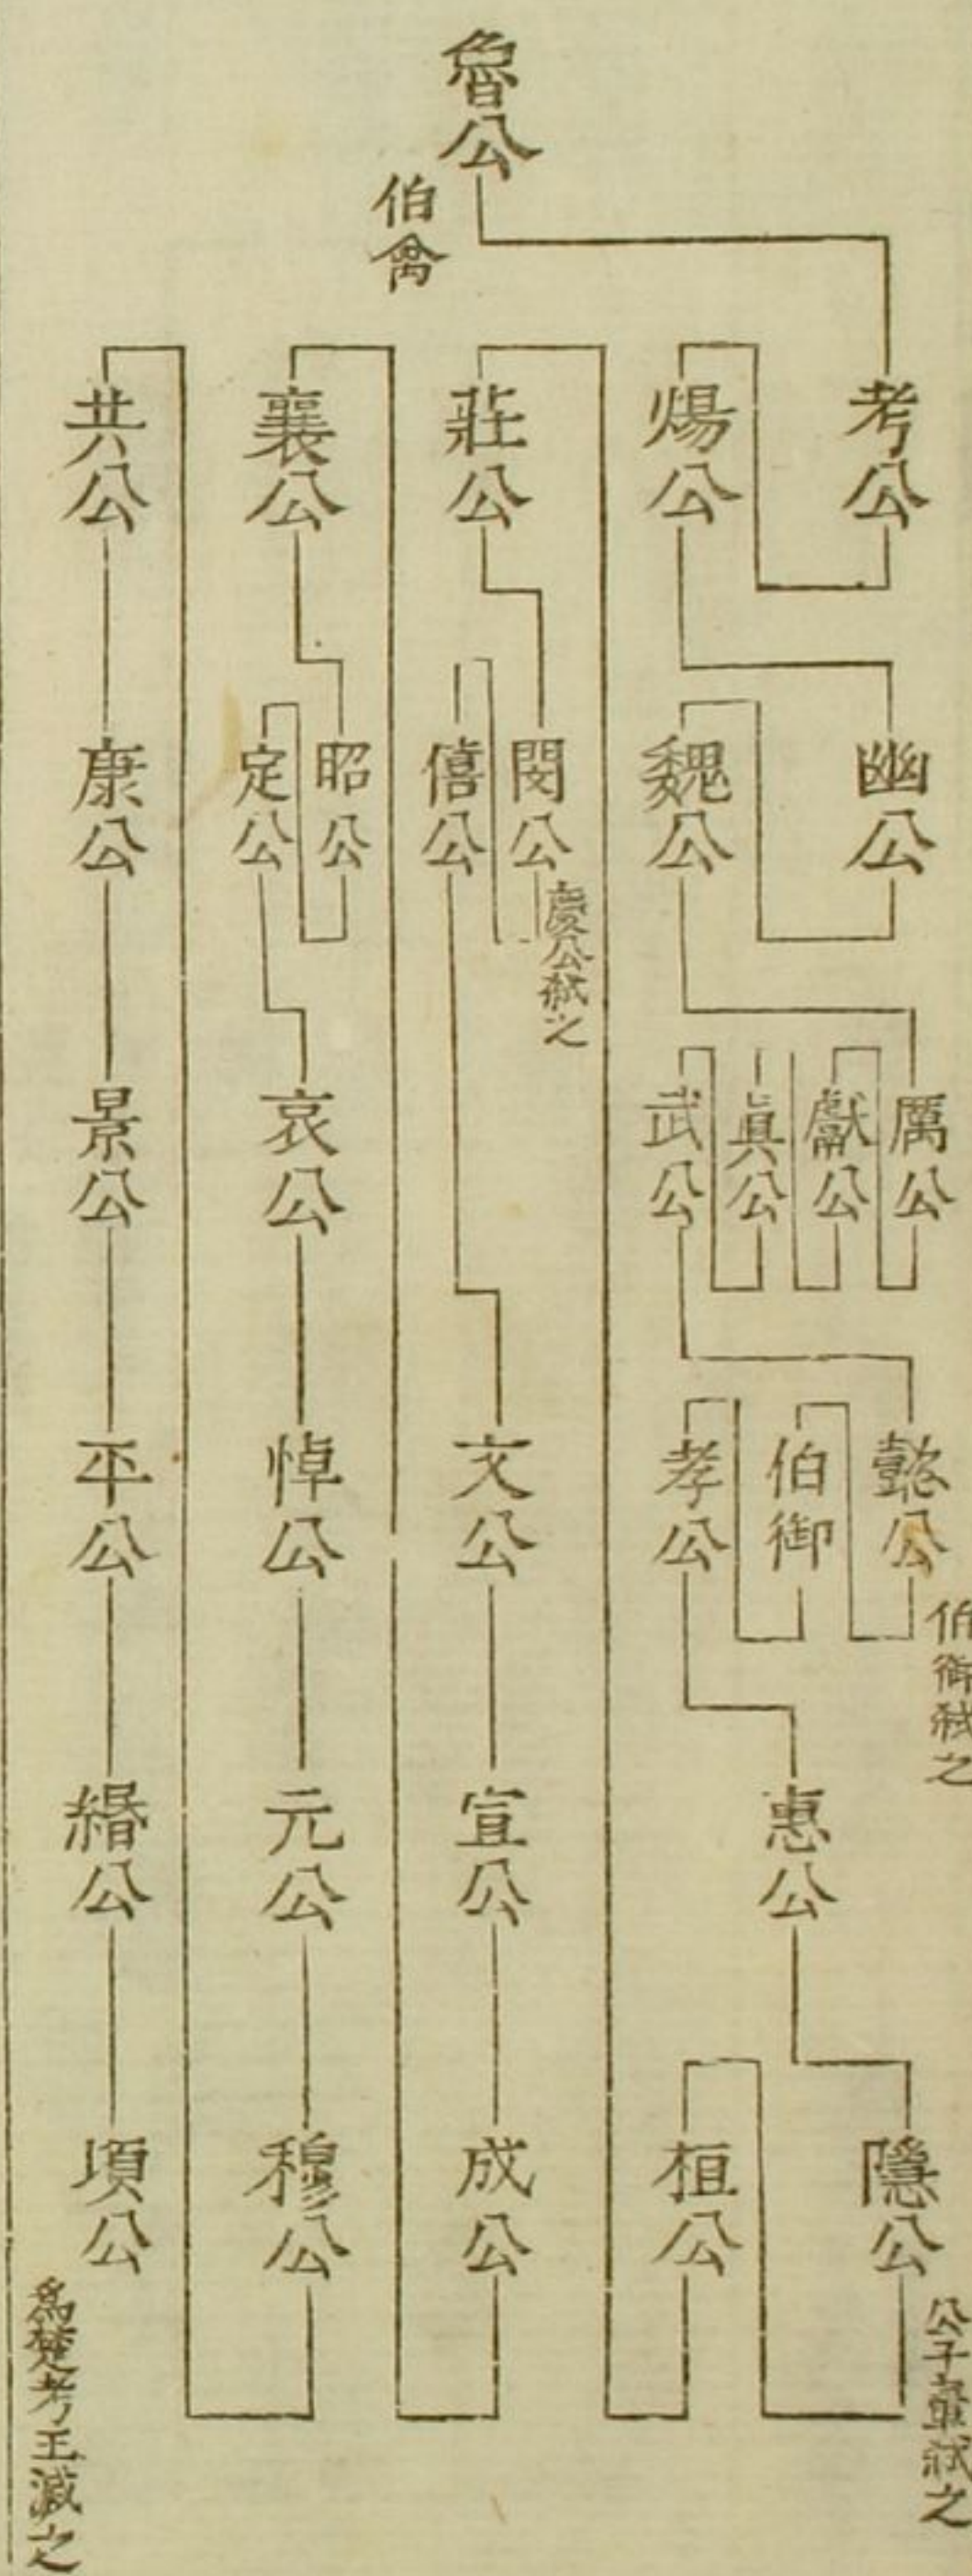 魯公
伯禽
考公
煬公
幽公
魏公
厲公
獻公
眞公
武公
懿公
伯御弑之
伯御
孝公
惠公
隱公
公子翬弑之
桓公
莊公
閔公
慶公弑之
僖公
文公
宣公
成公
襄公
昭公
定公
哀公
悼公
元公
穆公
共公
康公
景公
平公
緡公
頃公
爲楚考王滅之